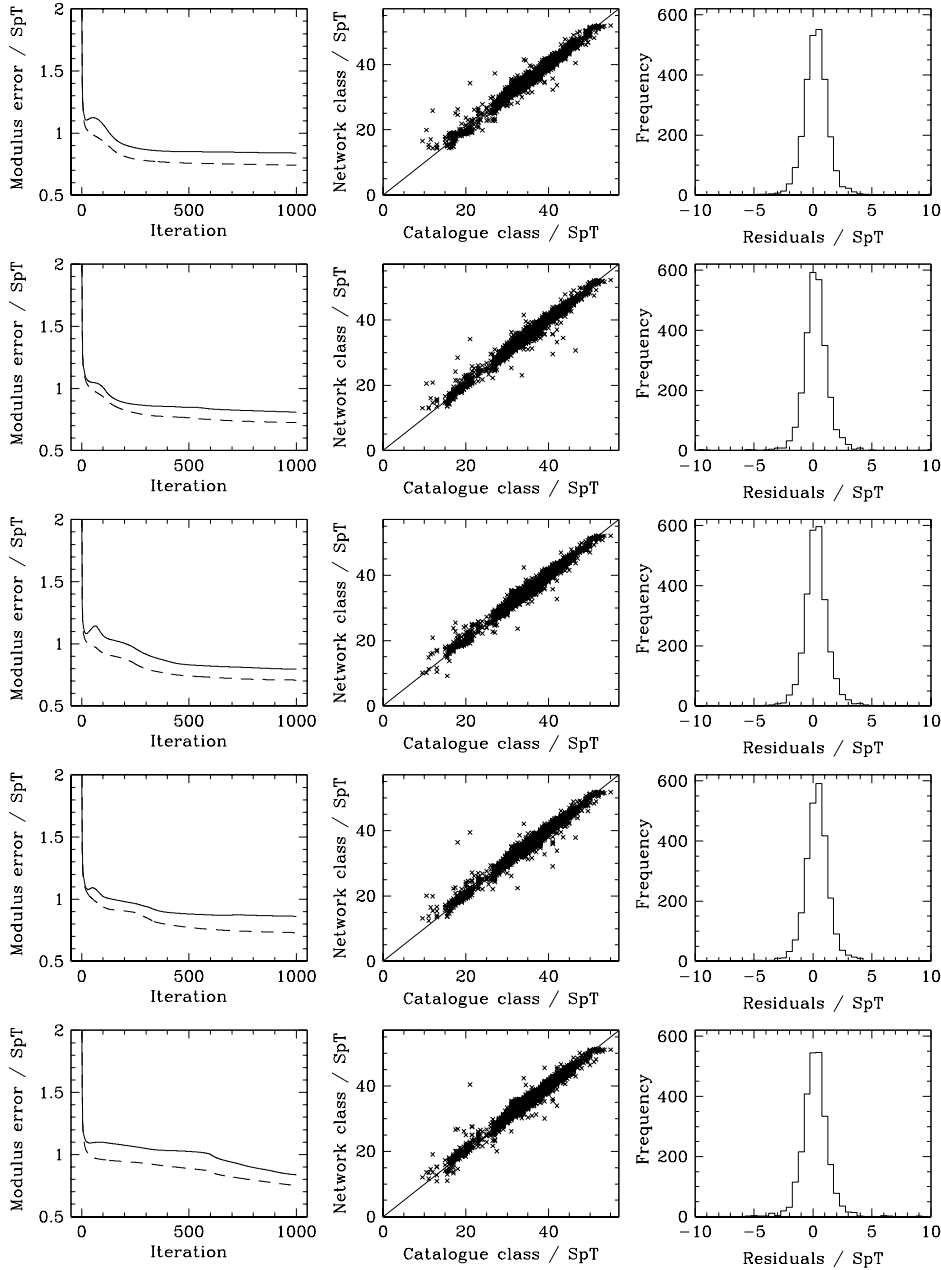 Modulus error / SpT
2
1.5
1
0.5
0 500 1000
Iteration
Network class / SpT
40
20
0
0 20 40
Catalogue class / SpT
Frequency
600
400
200
0
−10 −5 0 5 10
Residuals / SpT
Modulus error / SpT
2
1.5
1
0.5
0 500 1000
Iteration
Network class / SpT
40
20
0
0 20 40
Catalogue class / SpT
Frequency
600
400
200
0
−10 −5 0 5 10
Residuals / SpT
Modulus error / SpT
2
1.5
1
0.5
0 500 1000
Iteration
Network class / SpT
40
20
0
0 20 40
Catalogue class / SpT
Frequency
600
400
200
0
−10 −5 0 5 10
Residuals / SpT
Modulus error / SpT
2
1.5
1
0.5
0 500 1000
Iteration
Network class / SpT
40
20
0
0 20 40
Catalogue class / SpT
Frequency
600
400
200
0
−10 −5 0 5 10
Residuals / SpT
Modulus error / SpT
2
1.5
1
0.5
0 500 1000
Iteration
Network class / SpT
40
20
0
0 20 40
Catalogue class / SpT
Frequency
600
400
200
0
−10 −5 0 5 10
Residuals / SpT